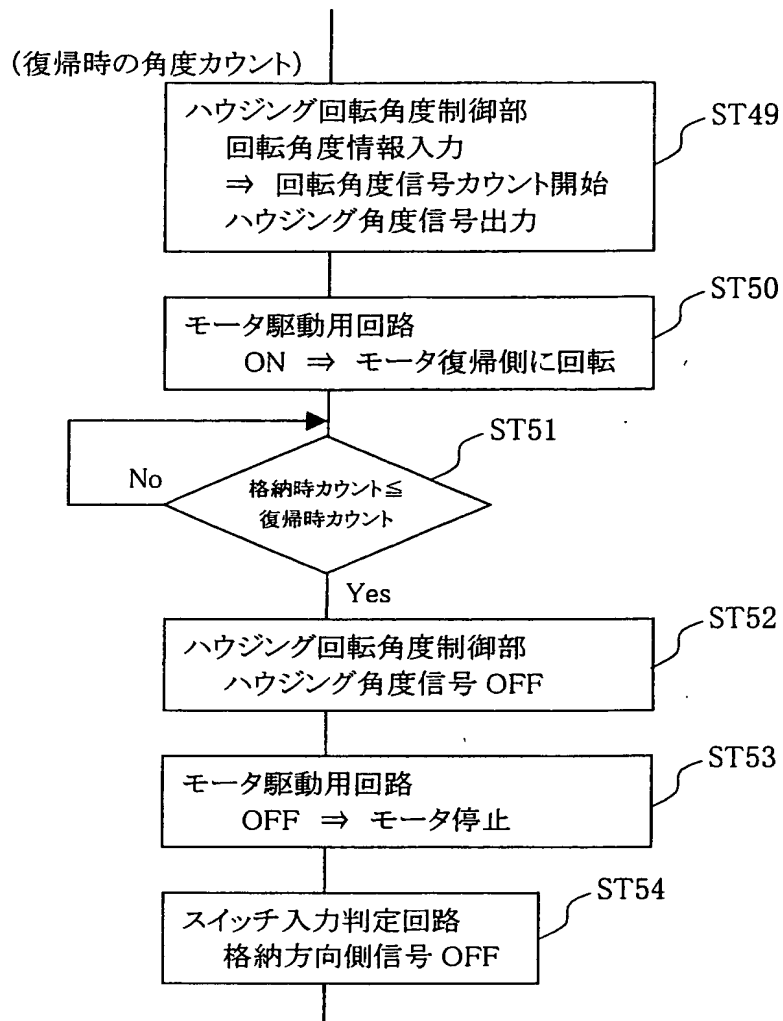 (復帰時の角度カウント)
ハウジング回転角度制御部
回転角度情報入力
⇒ 回転角度信号カウント開始
ハウジング角度信号出力
ST49
モータ駆動用回路
ON ⇒ モータ復帰側に回転
ST50
ST51
No
格納時カウント≦
復帰時カウント
Yes
ハウジング回転角度制御部
ハウジング角度信号 OFF
ST52
モータ駆動用回路
OFF ⇒ モータ停止
ST53
スイッチ入力判定回路
格納方向側信号 OFF
ST54